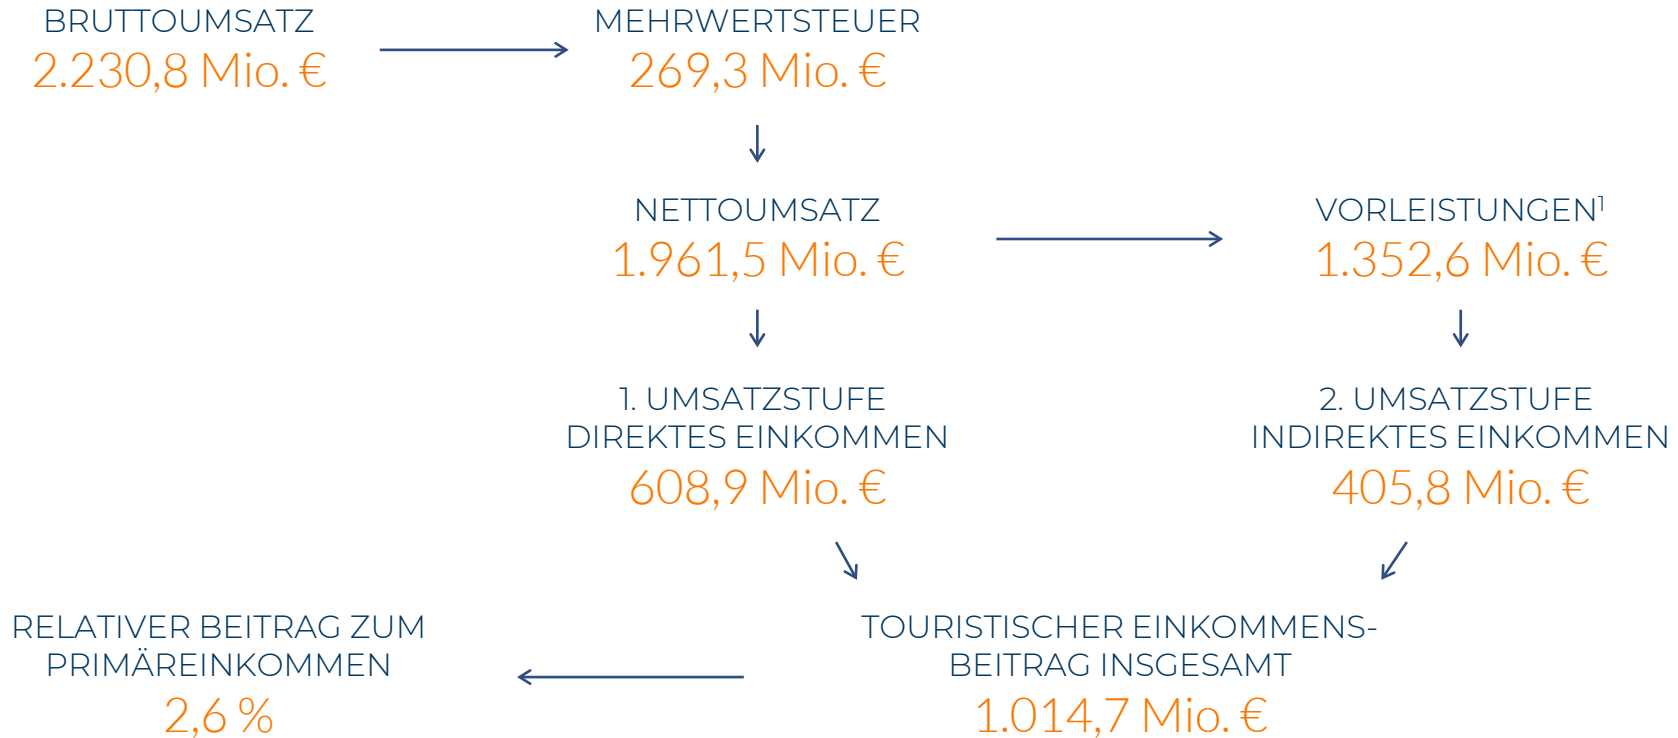 BRUTTOUMSATZ
2.230,8 Mio. €
MEHRWERTSTEUER
269,3 Mio. €
NETTOUMSATZ
1.961,5 Mio. €
VORLEISTUNGEN¹
1.352,6 Mio. €
1. UMSATZSTUFE
DIREKTES EINKOMMEN
608,9 Mio. €
2. UMSATZSTUFE
INDIREKTES EINKOMMEN
405,8 Mio. €
RELATIVER BEITRAG ZUM
PRIMÄREINKOMMEN
2,6 %
TOURISTISCHER EINKOMMENS-
BEITRAG INSGESAMT
1.014,7 Mio. €